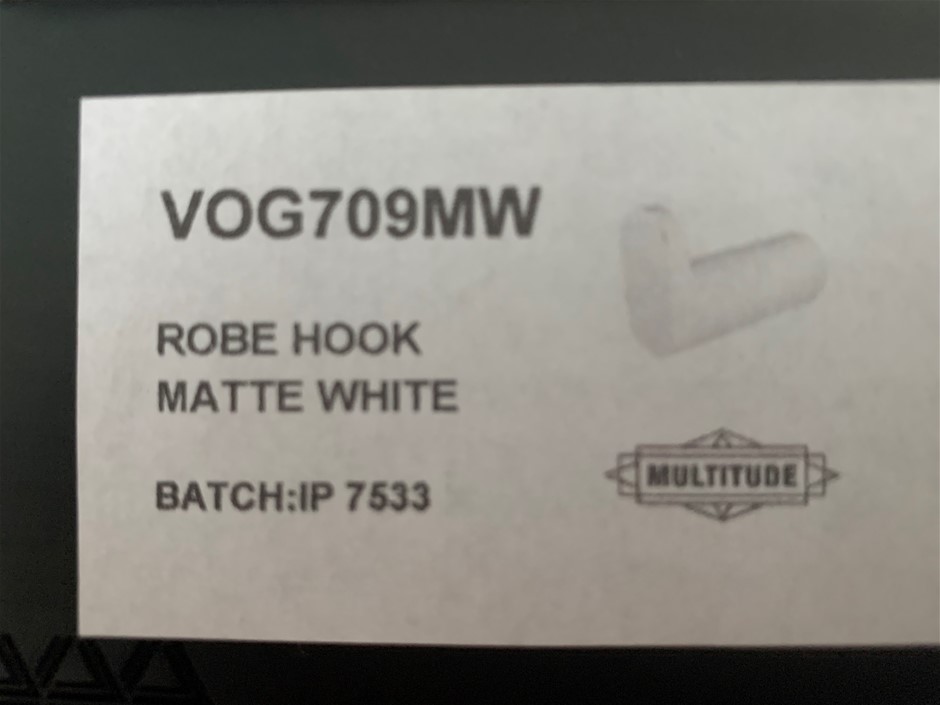 VOG709MW
ROBE HOOK
MATTE WHITE
BATCH:IP 7533
MULTITUDE